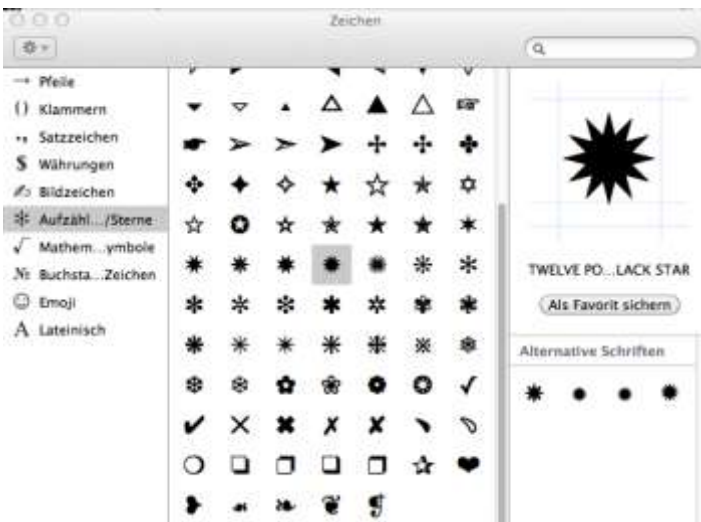 Zeichen
→ Pfeile
() Klammern
Satzzeichen
$ Währungen
Bildzeichen
Aufzähl.../Sterne
√ Mathem...ymbole
№ Buchsta...Zeichen
Emoji
A Lateinisch
TWELVE PO...LACK STAR
Als Favorit sichern
Alternative Schriften